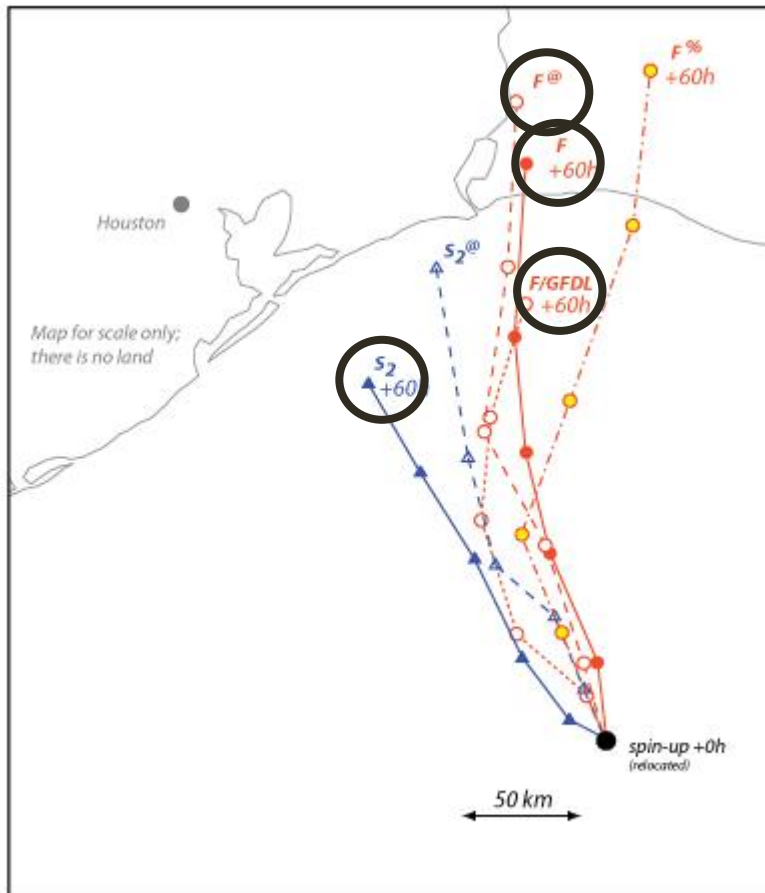 F@
F%
+60h
F
+60h
Houston
S2@
F/GFDL
+60h
Map for scale only;
there is no land
S2
+60h
spin-up +0h
(relocated)
50 km